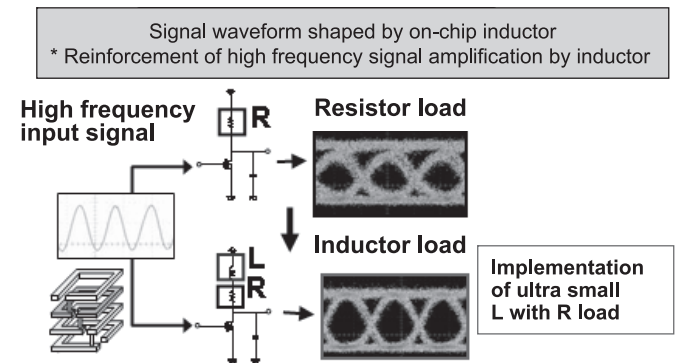 Signal waveform shaped by on-chip inductor
* Reinforcement of high frequency signal amplification by inductor
High frequency
input signal
R
Resistor load
Inductor load
L
R
Implementation
of ultra small
L with R load